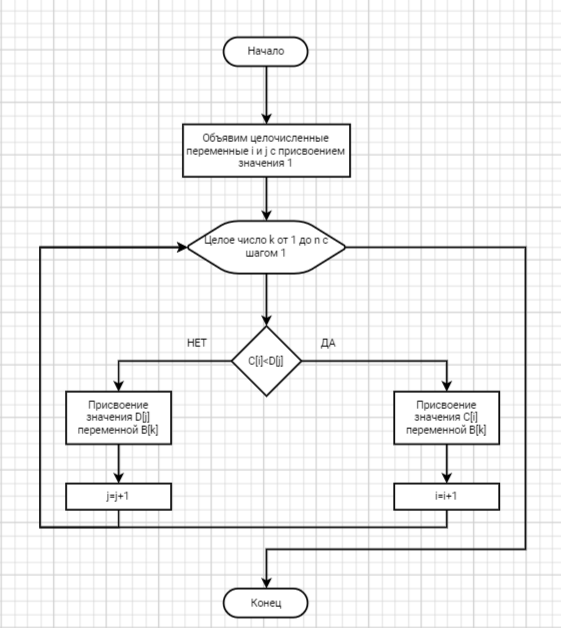 Начало
Объявим целочисленные
переменные i и j с присвоением
значения 1
Целое число k от 1 до n с
шагом 1
НЕТ
ДА
C[i]<D[j]
Присвоение
значения D[j]
переменной B[k]
Присвоение
значения C[i]
переменной B[k]
j=j+1
i=i+1
Конец